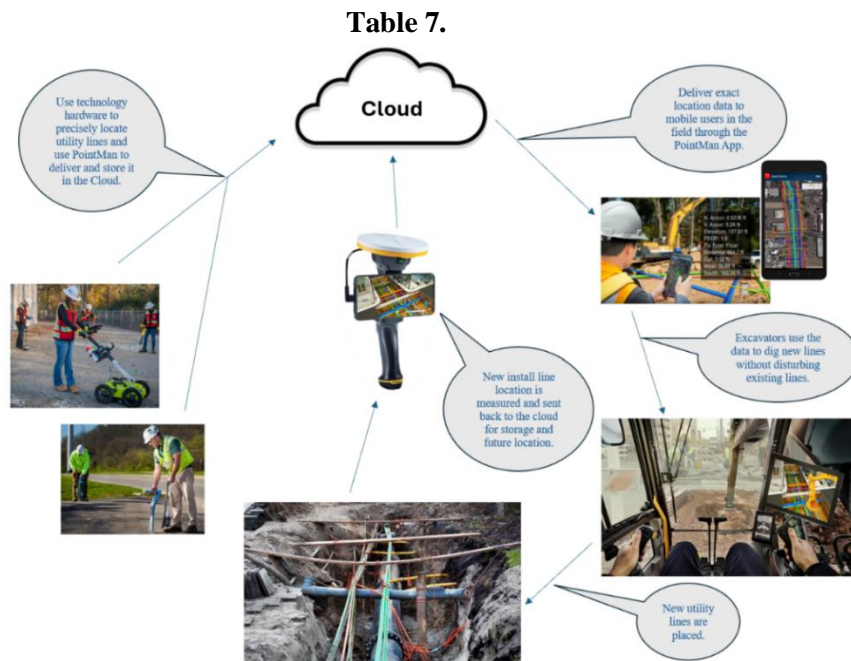 Table 7.
Cloud
Use technology
hardware to
precisely locate
utility lines and
use PointMan to
deliver and store it
in the Cloud.
Deliver exact
location data to
mobile users in the
field through the
PointMan App.
Excavators use the
data to dig new lines
without disturbing
existing lines.
New install line
location is
measured and sent
back to the cloud
for storage and
future location.
New utility
lines are
placed.